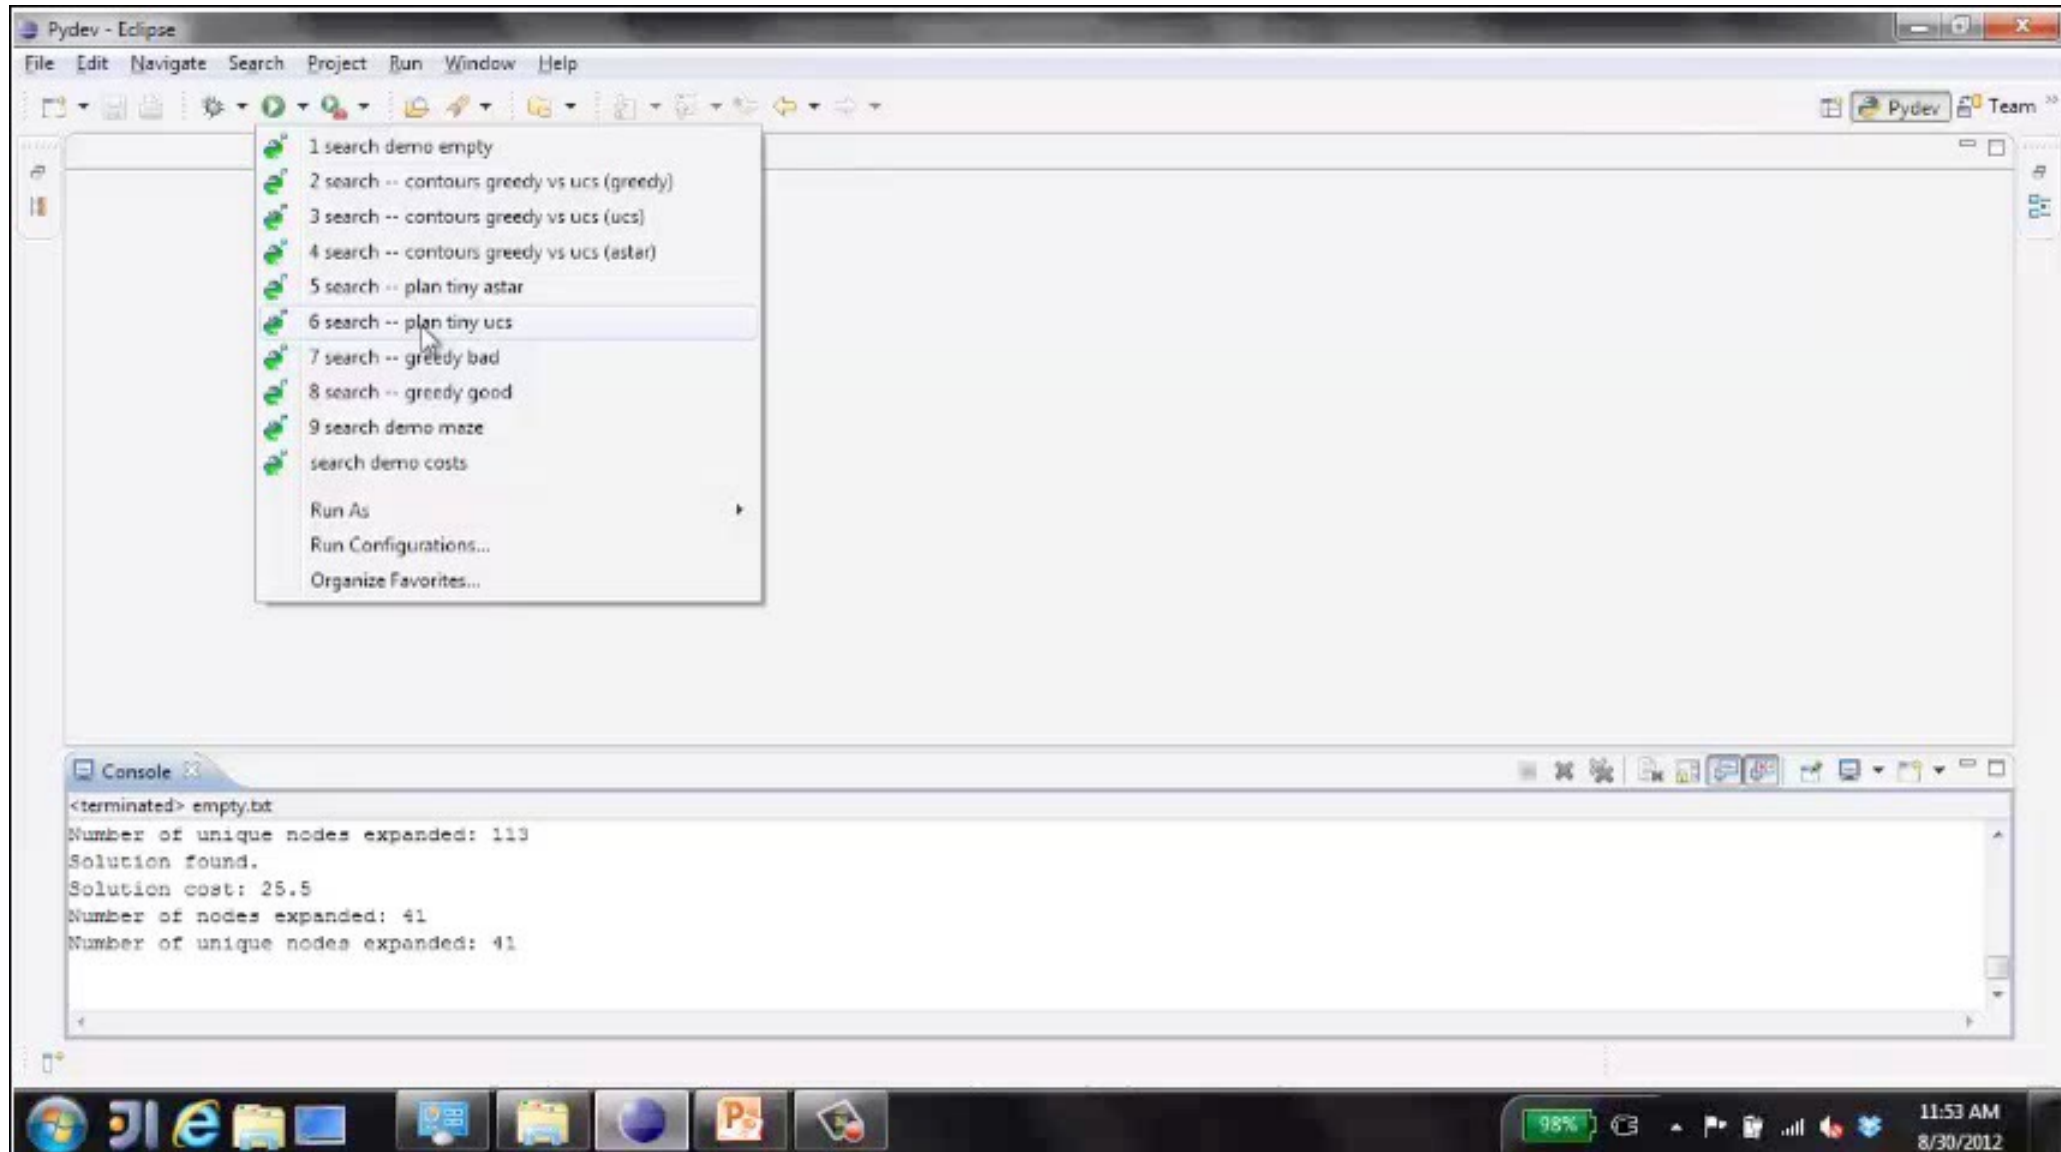 Pydev - Eclipse
File Edit Navigate Search Project Run Window Help
Pydev Team
1 search demo empty
2 search -- contours greedy vs ucs (greedy)
3 search -- contours greedy vs ucs (ucs)
4 search -- contours greedy vs ucs (astar)
5 search -- plan tiny astar
6 search -- plan tiny ucs
7 search -- greedy bad
8 search -- greedy good
9 search demo maze
search demo costs
Run As
Run Configurations...
Organize Favorites...
Console
<terminated> empty.txt
Number of unique nodes expanded: 113
Solution found.
Solution cost: 25.5
Number of nodes expanded: 41
Number of unique nodes expanded: 41
98%
11:53 AM
8/30/2012